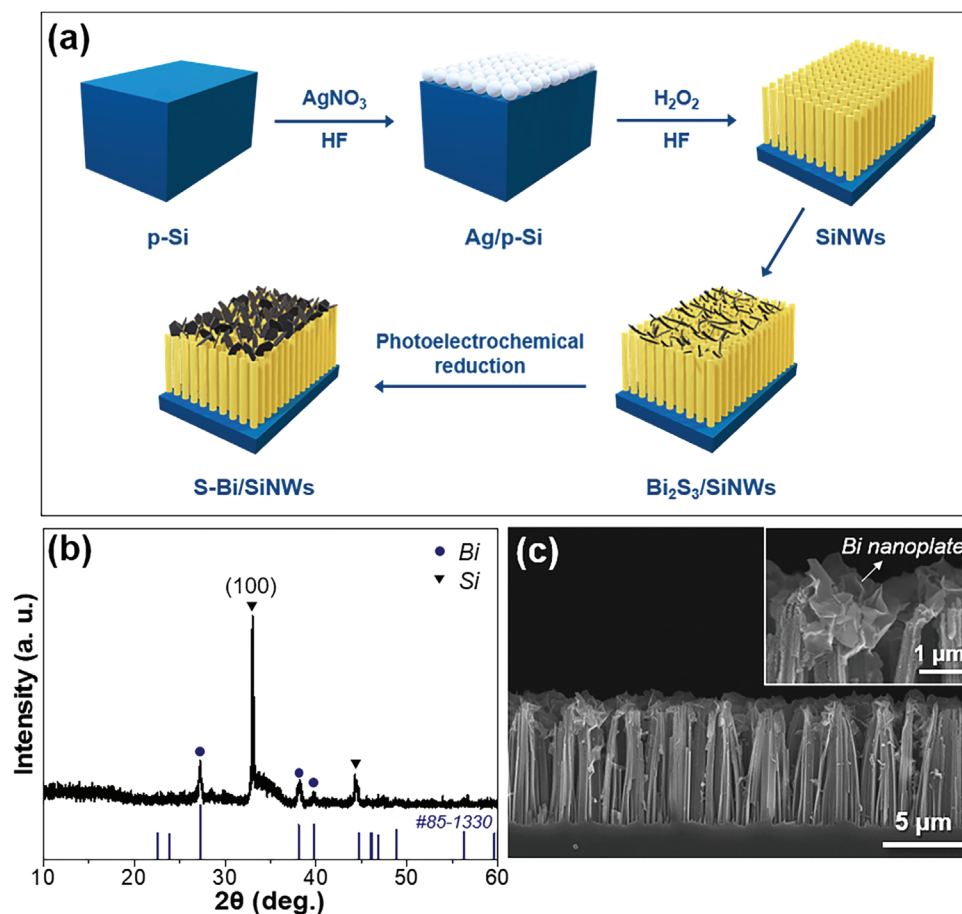 (a)
AgNO₃
HF
H₂O₂
HF
p-Si
Ag/p-Si
SiNWs
Photoelectrochemical
reduction
S-Bi/SiNWs
Bi₂S₃/SiNWs
(b)
Bi
Si
(100)
Intensity (a. u.)
#85-1330
10 20 30 40 50 60
2θ (deg.)
(c)
Bi nanoplate
1 μm
5 μm